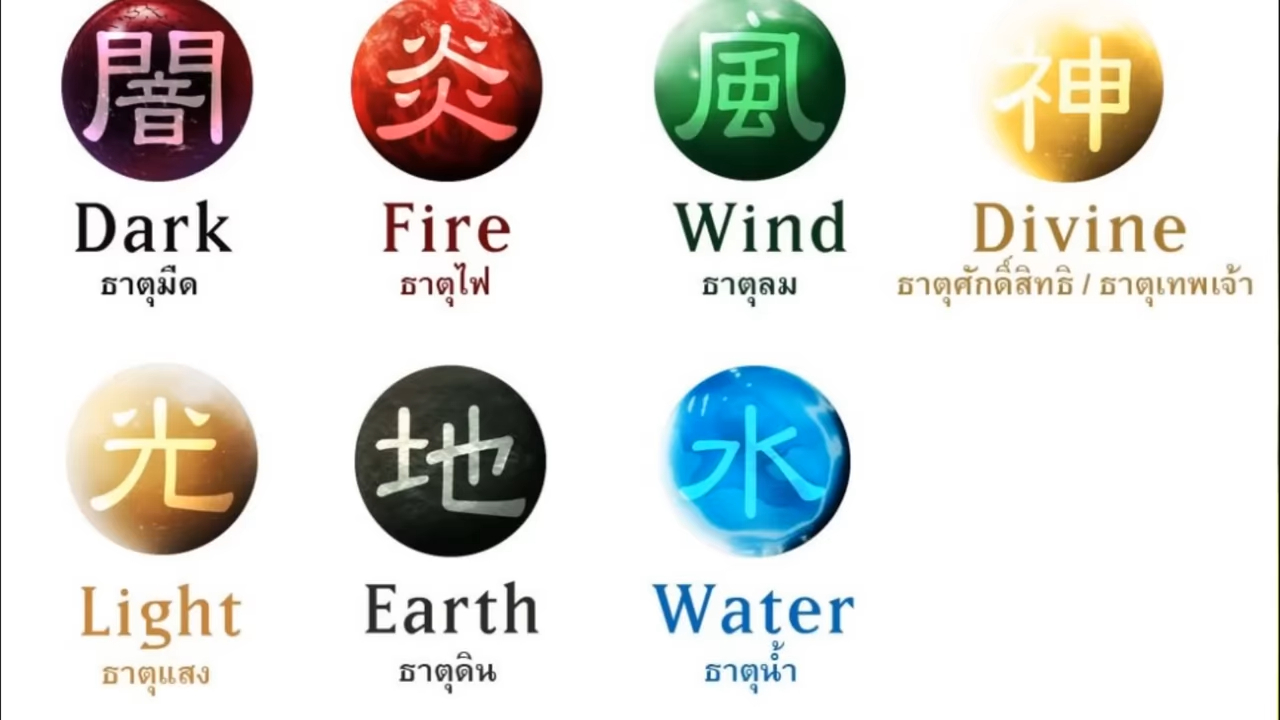 闇 炎 風 神
Dark Fire Wind Divine
ธาตุมืด ธาตุไฟ ธาตุลม ธาตุศักดิ์สิทธิ / ธาตุเทพเจ้า
光 地 水
Light Earth Water
ธาตุแสง ธาตุดิน ธาตุน้ำ